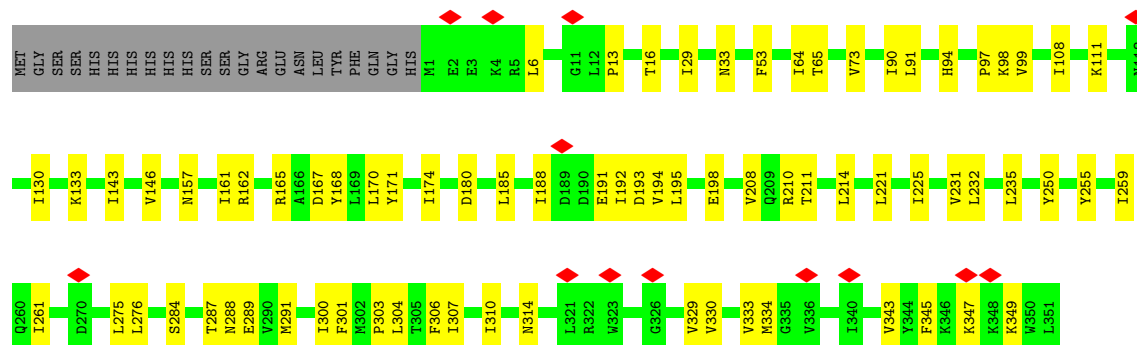 MET GLY SER SER HIS HIS HIS HIS HIS HIS SER SER GLY ARG GLU ASN LEU TYR PHE GLN GLY HIS M1 E2 E3 K4 R5 L6 G11 L12 P13 T16 I29 N33 F53 I64 T65 V73 I90 L91 H94 P97 K98 V99 I108 K111
I130 K133 I143 V146 N157 I161 R162 R165 A166 D167 Y168 L169 L170 Y171 I174 D180 L185 I188 D189 D190 E191 I192 D193 V194 L195 E198 V208 Q209 R210 T211 L214 L221 I225 V231 L232 L235 Y250 Y255 I259
Q260 I261 D270 L275 L276 S284 T287 N288 E289 V290 M291 I300 F301 M302 P303 L304 T305 F306 I307 I310 N314 L321 R322 W323 G326 V329 V330 V333 M334 G335 V336 I340 V343 Y344 F345 K346 K347 K348 K349 W350 L351